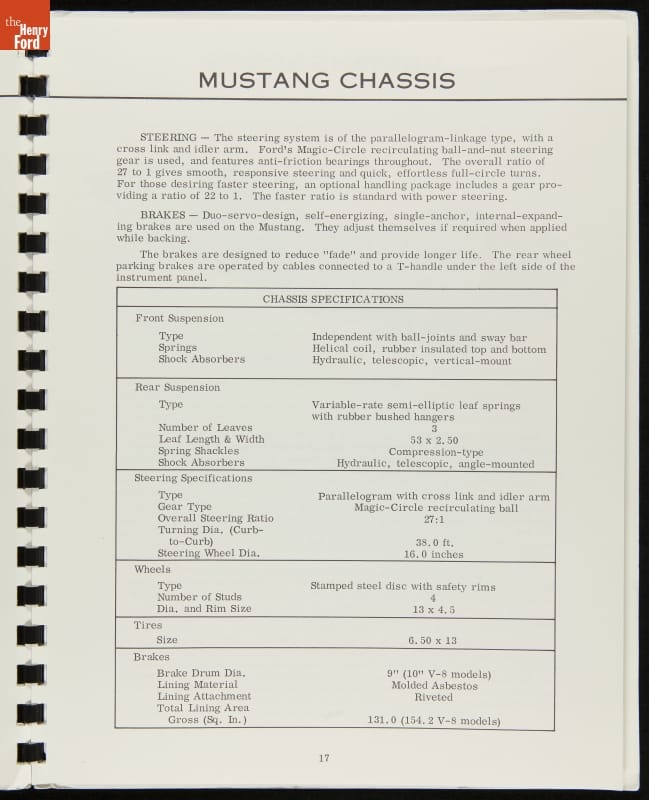 the
Henry
Ford
MUSTANG CHASSIS
STEERING — The steering system is of the parallelogram-linkage type, with a
cross link and idler arm. Ford's Magic-Circle recirculating ball-and-nut steering
gear is used, and features anti-friction bearings throughout. The overall ratio of
27 to 1 gives smooth, responsive steering and quick, effortless full-circle turns.
For those desiring faster steering, an optional handling package includes a gear pro-
viding a ratio of 22 to 1. The faster ratio is standard with power steering.
BRAKES — Duo-servo-design, self-energizing, single-anchor, internal-expand-
ing brakes are used on the Mustang. They adjust themselves if required when applied
while backing.
The brakes are designed to reduce "fade" and provide longer life. The rear wheel
parking brakes are operated by cables connected to a T-handle under the left side of the
instrument panel.
CHASSIS SPECIFICATIONS
Front Suspension
Type Independent with ball-joints and sway bar
Springs Helical coil, rubber insulated top and bottom
Shock Absorbers Hydraulic, telescopic, vertical-mount
Rear Suspension
Type Variable-rate semi-elliptic leaf springs
with rubber bushed hangers
Number of Leaves 3
Leaf Length & Width 53 x 2.50
Spring Shackles Compression-type
Shock Absorbers Hydraulic, telescopic, angle-mounted
Steering Specifications
Type Parallelogram with cross link and idler arm
Gear Type Magic-Circle recirculating ball
Overall Steering Ratio 27:1
Turning Dia. (Curb-
to-Curb) 38.0 ft.
Steering Wheel Dia. 16.0 inches
Wheels
Type Stamped steel disc with safety rims
Number of Studs 4
Dia. and Rim Size 13 x 4.5
Tires
Size 6.50 x 13
Brakes
Brake Drum Dia. 9" (10" V-8 models)
Lining Material Molded Asbestos
Lining Attachment Riveted
Total Lining Area
Gross (Sq. In.) 131.0 (154.2 V-8 models)
17